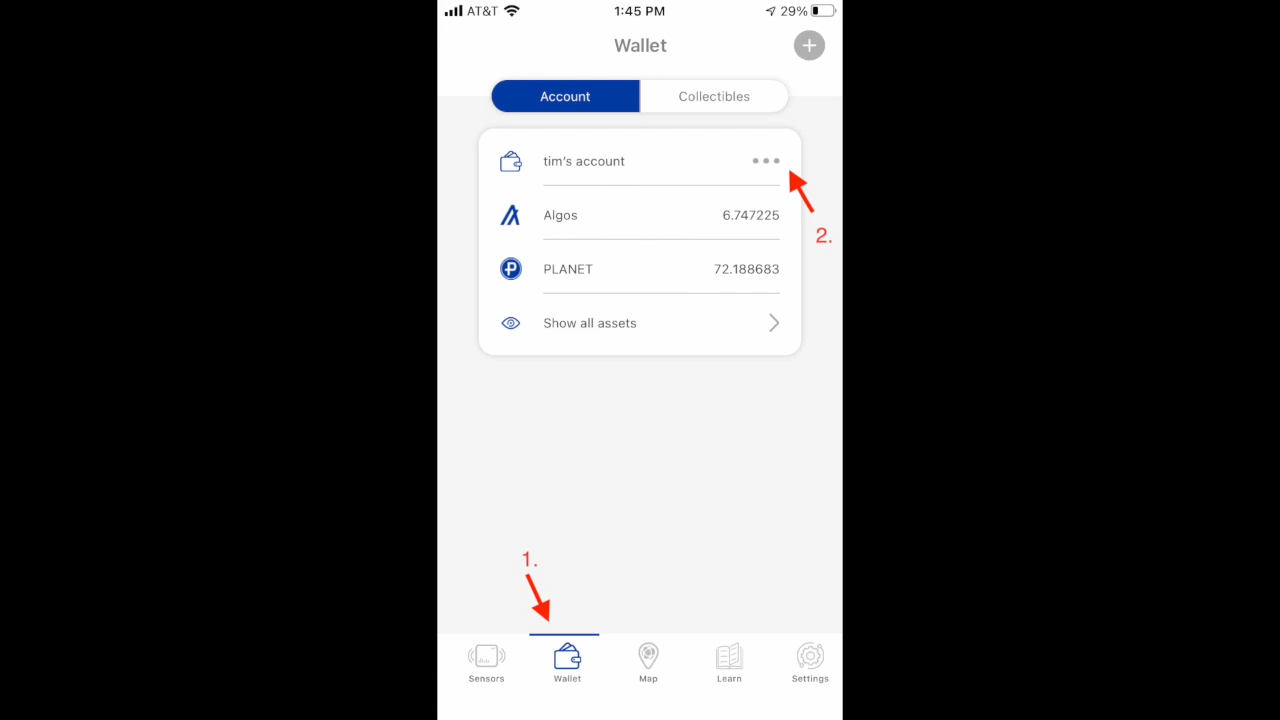 AT&T 1:45 PM 29%
Wallet
Account Collectibles
tim's account
2.
Algos 6.747225
PLANET 72.188683
Show all assets
1.
Sensors Wallet Map Learn Settings